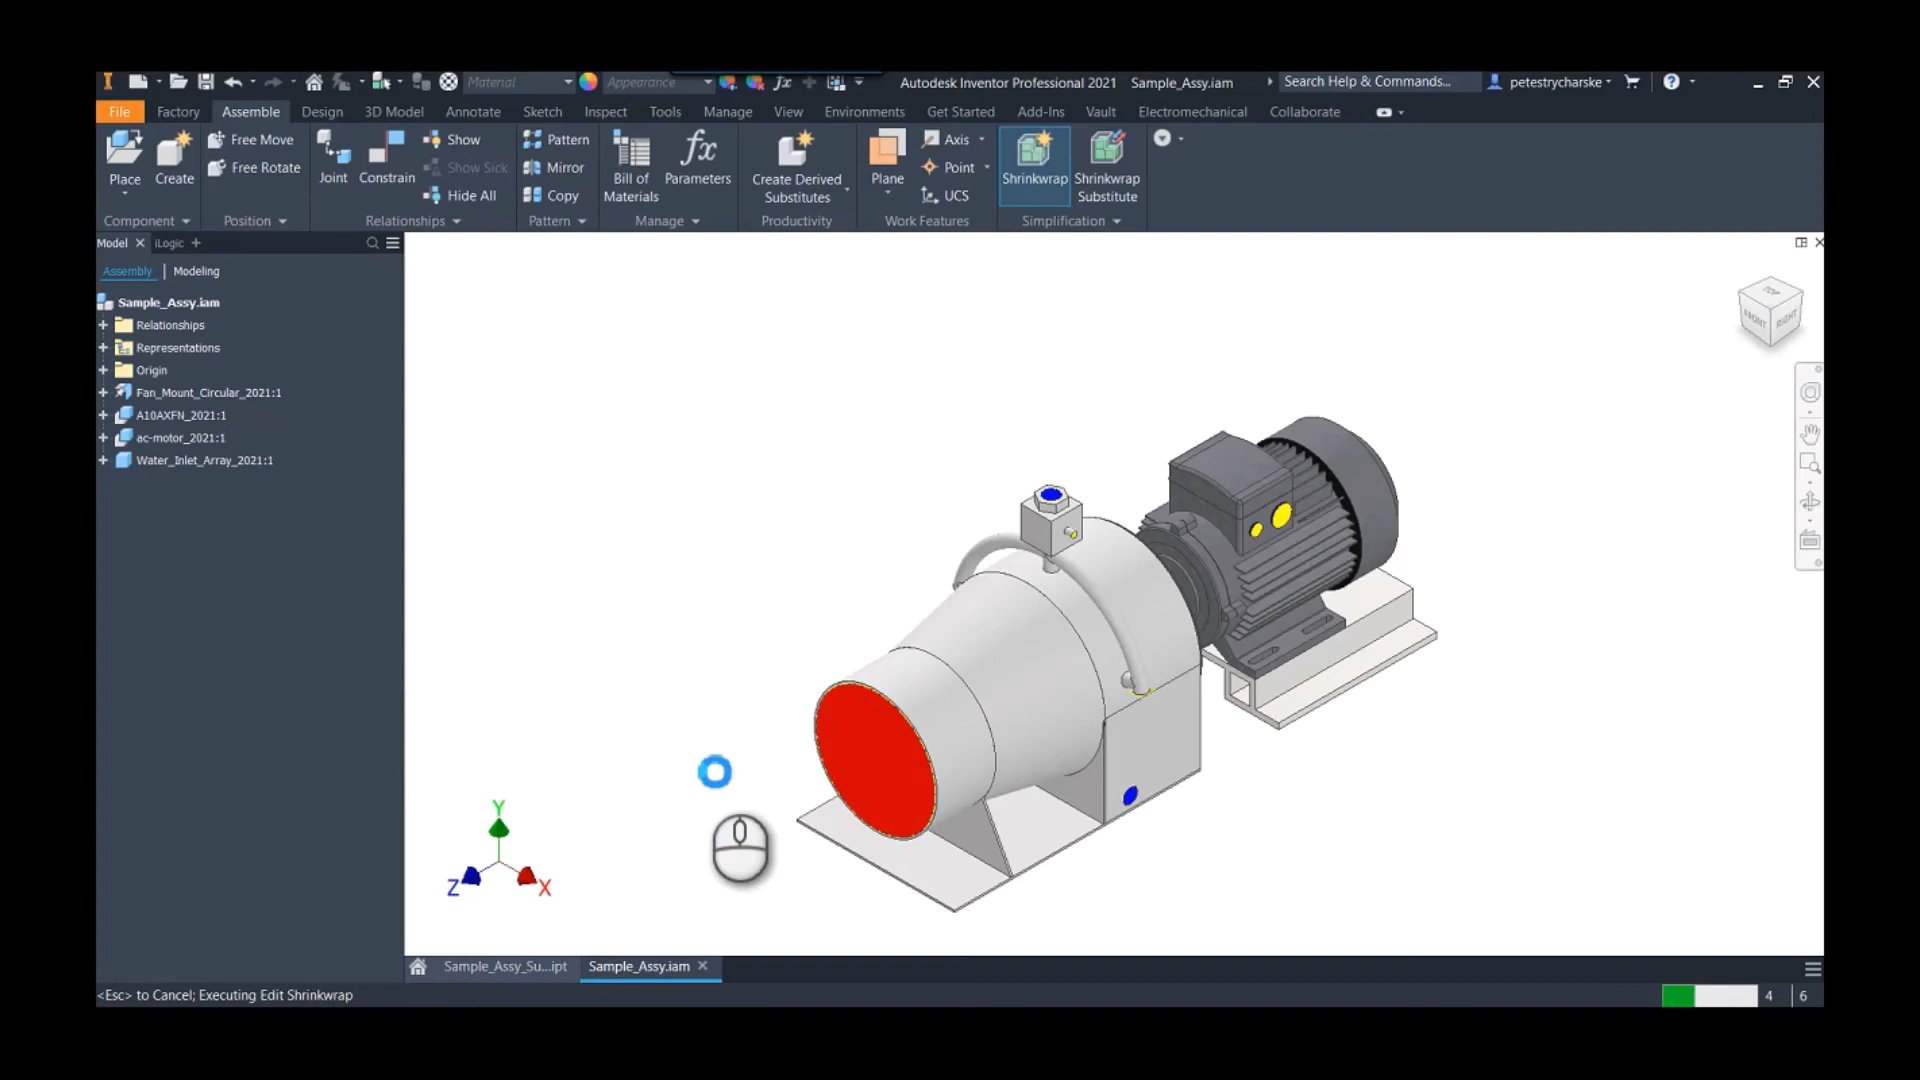 Material
Appearance
fx
Autodesk Inventor Professional 2021 Sample_Assy.iam
Search Help & Commands...
petestrycharske
?
File Factory Assemble Design 3D Model Annotate Sketch Inspect Tools Manage View Environments Get Started Add-Ins Vault Electromechanical Collaborate
Place
Create
Component
Free Move
Free Rotate
Position
Joint
Constrain
Show
Show Sick
Hide All
Relationships
Pattern
Mirror
Copy
Pattern
Bill of
Materials
fx
Parameters
Manage
Create Derived
Substitutes
Productivity
Plane
Axis
Point
UCS
Work Features
Shrinkwrap
Shrinkwrap
Substitute
Simplification
Model iLogic +
Assembly | Modeling
Sample_Assy.iam
Relationships
Representations
Origin
Fan_Mount_Circular_2021:1
A10AXFN_2021:1
ac-motor_2021:1
Water_Inlet_Array_2021:1
TOP
FRONT
RIGHT
Y
Z
X
Sample_Assy_Su...ipt
Sample_Assy.iam
<Esc> to Cancel; Executing Edit Shrinkwrap
4 6